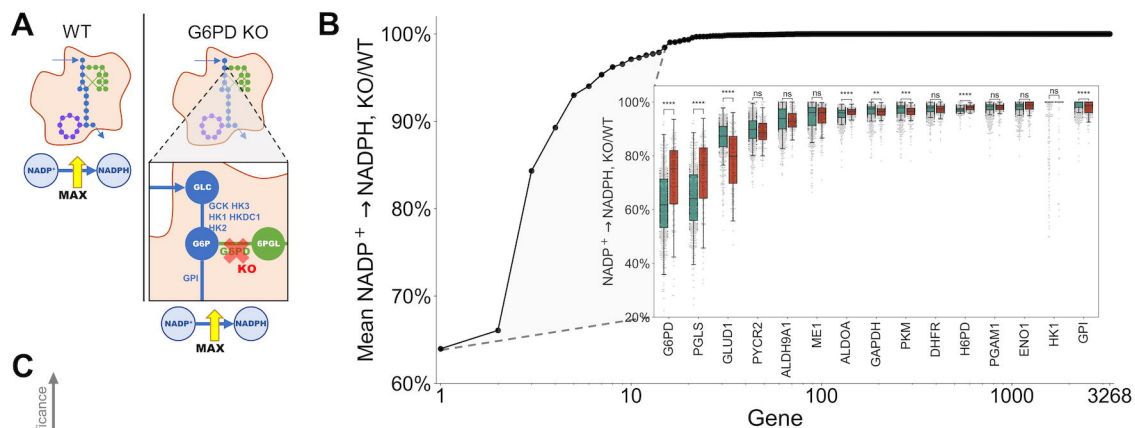 A
WT
G6PD KO
NADP⁺
NADPH
MAX
GLC
GCK HK3
HK1 HKDC1
HK2
G6P
G6PD
6PGL
KO
GPI
NADP⁺
NADPH
MAX
B
Mean NADP⁺ → NADPH, KO/WT
100%
90%
80%
70%
60%
1
10
100
1000
3268
Gene
NADP⁺ → NADPH, KO/WT
100%
80%
60%
40%
20%
**** **** **** ns ns ns **** ** *** ns **** ns ns ns ****
G6PD
PGLS
GLUD1
PYCR2
ALDH9A1
ME1
ALDOA
GAPDH
PKM
DHFR
H6PD
PGAM1
ENO1
HK1
GPI
C